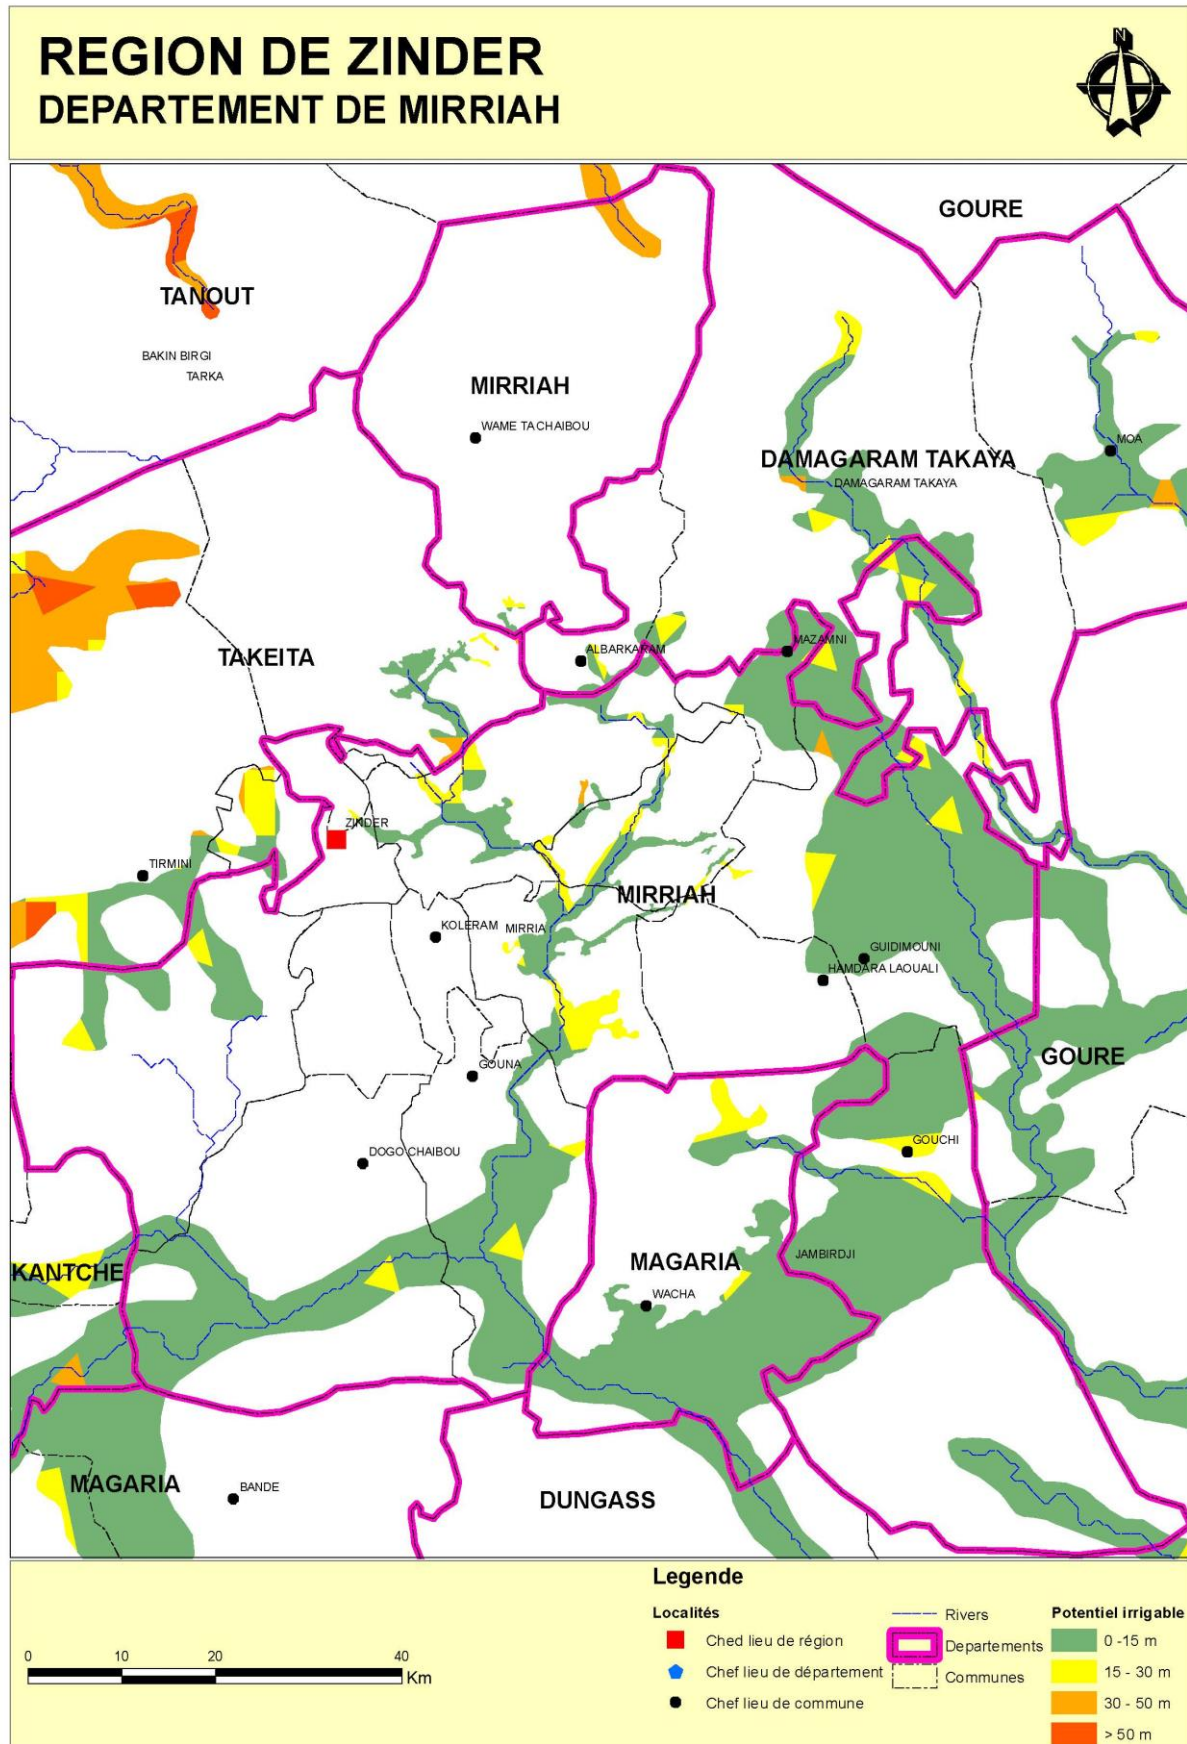 REGION DE ZINDER
DEPARTEMENT DE MIRRIAH
N
GOURE
TANOUT
BAKIN BIRGI
TARKA
MIRRIAH
WAME TACHAIBOU
DAMAGARAM TAKAYA
DAMAGARAM TAKAYA
MOA
TAKEITA
ALBARKARAM
MAZAMNI
ZINDER
TIRMINI
MIRRIAH
KOLERAM
MIRRIA
GUIDIMOUNI
HAMDARA LAOUALI
GOURE
GOUNA
GOUCHI
DOGO CHAIBOU
KANTCHE
MAGARIA
JAMBIRDJI
WACHA
MAGARIA
BANDE
DUNGASS
Legende
Localités
Ched lieu de région
Chef lieu de département
Chef lieu de commune
Rivers
Departements
Communes
Potiel irrigable
0 -15 m
15 - 30 m
30 - 50 m
> 50 m
0 10 20 40
Km